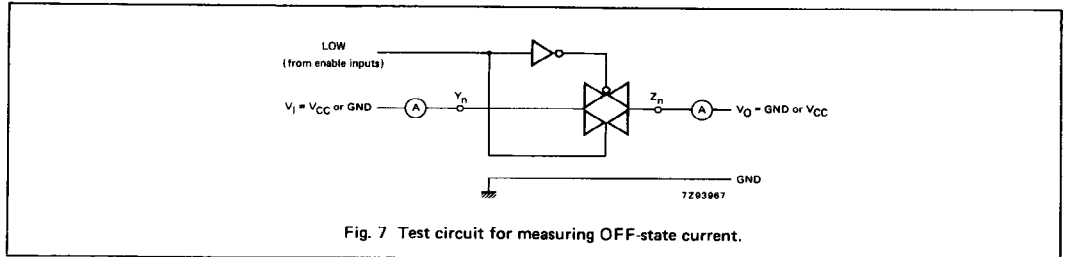 LOW
(from enable inputs)
V_I = V_CC or GND
A
Y_n
Z_n
A
V_O = GND or V_CC
GND
7Z93967
Fig. 7 Test circuit for measuring OFF-state current.